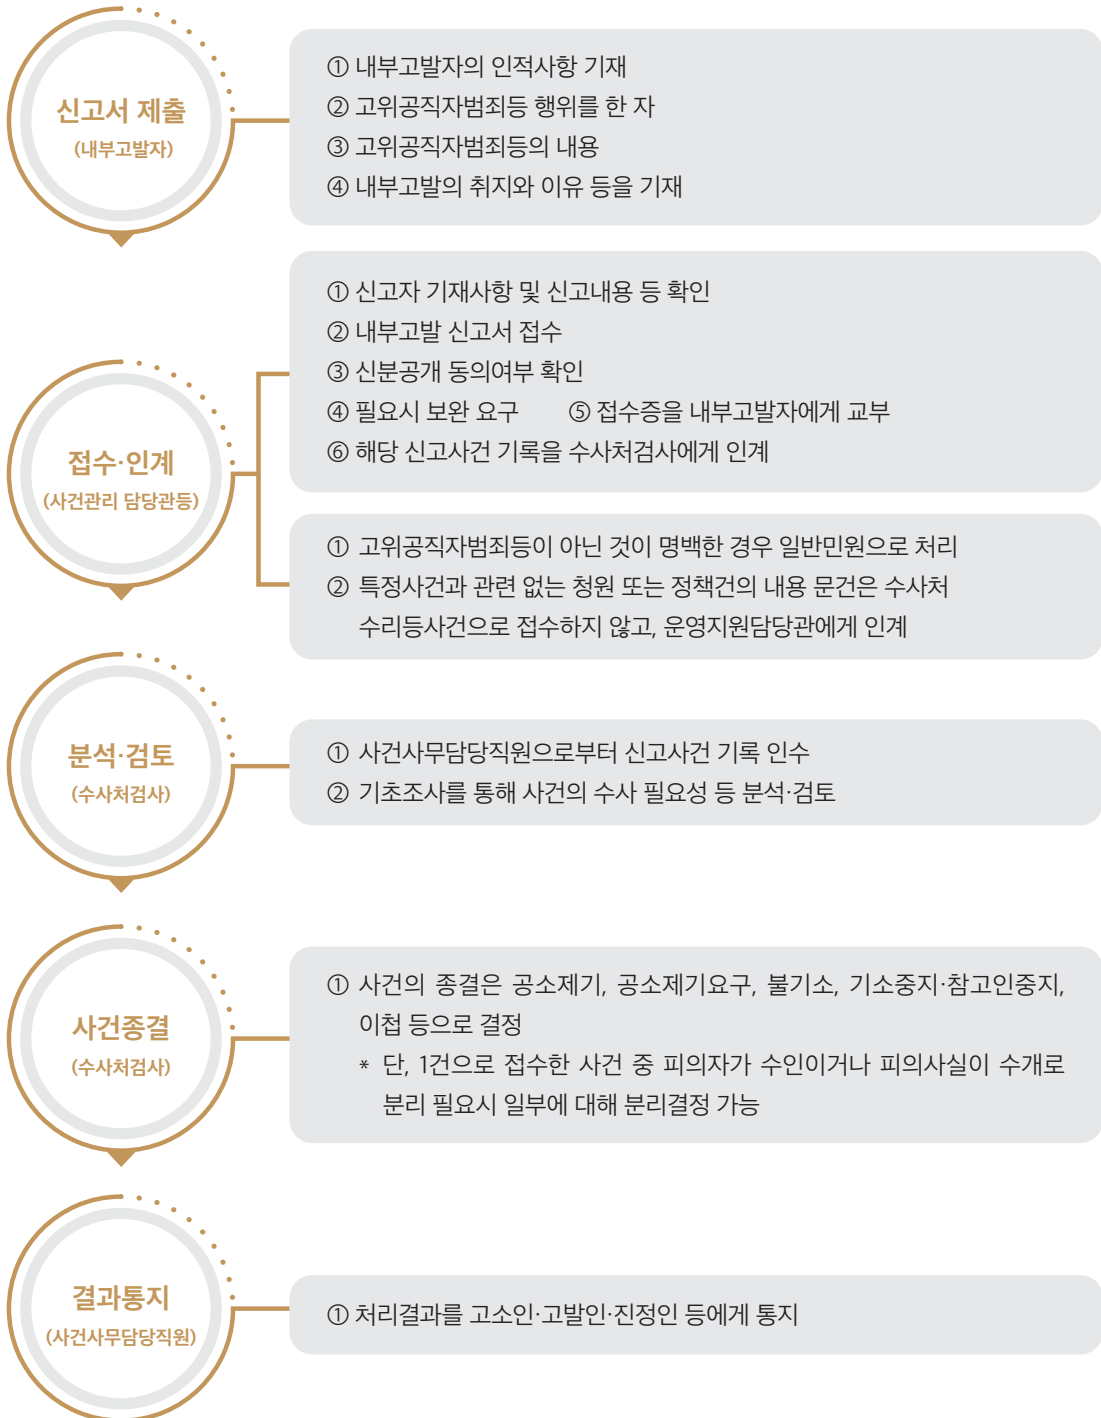 신고서 제출
(내부고발자)
① 내부고발자의 인적사항 기재
② 고위공직자범죄등 행위를 한 자
③ 고위공직자범죄등의 내용
④ 내부고발의 취지와 이유 등을 기재
접수·인계
(사건관리 담당관등)
① 신고자 기재사항 및 신고내용 등 확인
② 내부고발 신고서 접수
③ 신분공개 동의여부 확인
④ 필요시 보완 요구 ⑤ 접수증을 내부고발자에게 교부
⑥ 해당 신고사건 기록을 수사처검사에게 인계
① 고위공직자범죄등이 아닌 것이 명백한 경우 일반민원으로 처리
② 특정사건과 관련 없는 청원 또는 정책건의 내용 문건은 수사처
수리등사건으로 접수하지 않고, 운영지원담당관에게 인계
분석·검토
(수사처검사)
① 사건사무담당직원으로부터 신고사건 기록 인수
② 기초조사를 통해 사건의 수사 필요성 등 분석·검토
사건종결
(수사처검사)
① 사건의 종결은 공소제기, 공소제기요구, 불기소, 기소중지·참고인중지,
이첩 등으로 결정
* 단, 1건으로 접수한 사건 중 피의자가 수인이거나 피의사실이 수개로
분리 필요시 일부에 대해 분리결정 가능
결과통지
(사건사무담당직원)
① 처리결과를 고소인·고발인·진정인 등에게 통지